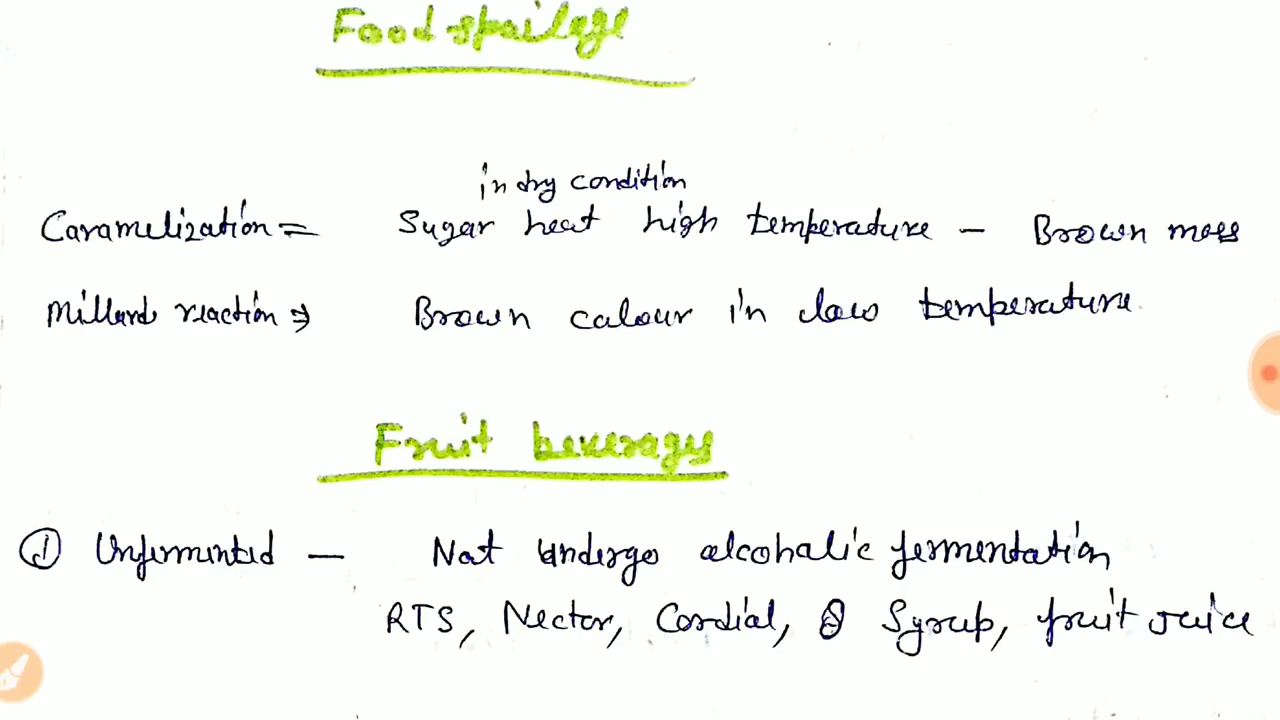 Food spoilage
in dry condition
Caramelization = Sugar heat high temperature - Brown mass
Millard reaction ⇒ Brown calour in low temperature.
Fruit beverages
① Unfermented - Not undergo alcoholic fermentation
RTS, Nector, Cordial, Syrup, fruit Juice